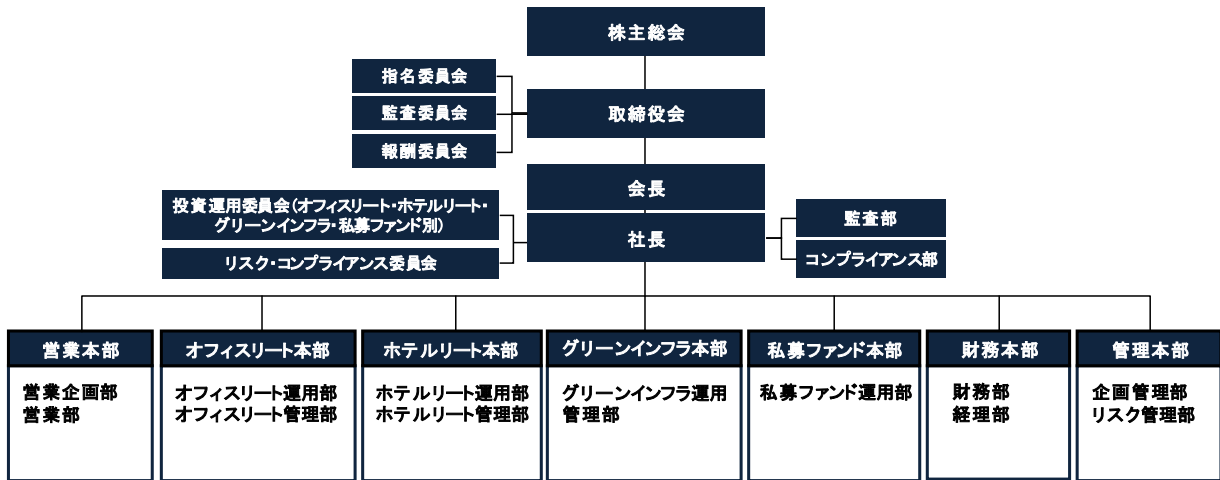 株主総会
指名委員会
監査委員会
報酬委員会
取締役会
会長
社長
投資運用委員会(オフィスリート・ホテルリート・
グリーンインフラ・私募ファンド別)
リスク・コンプライアンス委員会
監査部
コンプライアンス部
営業本部
営業企画部
営業部
オフィスリート本部
オフィスリート運用部
オフィスリート管理部
ホテルリート本部
ホテルリート運用部
ホテルリート管理部
グリーンインフラ本部
グリーンインフラ運用
管理部
私募ファンド本部
私募ファンド運用部
財務本部
財務部
経理部
管理本部
企画管理部
リスク管理部